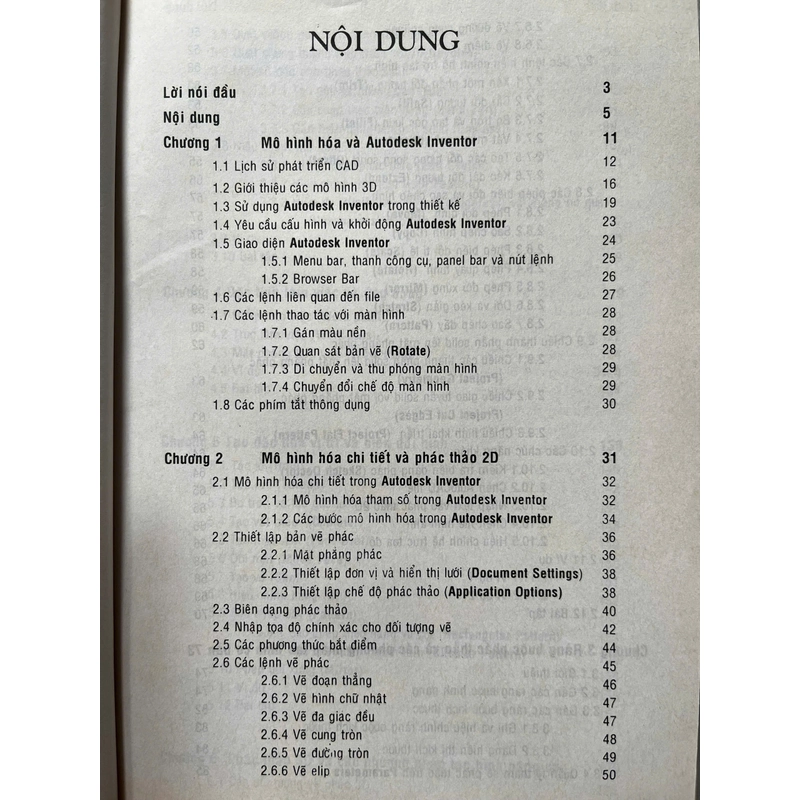 NỘI DUNG
Lời nói đầu 3
Nội dung 5
Chương 1 Mô hình hóa và Autodesk Inventor 11
1.1 Lịch sử phát triển CAD 12
1.2 Giới thiệu các mô hình 3D 16
1.3 Sử dụng Autodesk Inventor trong thiết kế 19
1.4 Yêu cầu cấu hình và khởi động Autodesk Inventor 23
1.5 Giao diện Autodesk Inventor 24
1.5.1 Menu bar, thanh công cụ, panel bar và nút lệnh 25
1.5.2 Browser Bar 26
1.6 Các lệnh liên quan đến file 27
1.7 Các lệnh thao tác với màn hình 28
1.7.1 Gán màu nền 28
1.7.2 Quan sát bản vẽ (Rotate) 28
1.7.3 Di chuyển và thu phóng màn hình 29
1.7.4 Chuyển đổi chế độ màn hình 29
1.8 Các phím tắt thông dụng 30
Chương 2 Mô hình hóa chi tiết và phác thảo 2D 31
2.1 Mô hình hóa chi tiết trong Autodesk Inventor 32
2.1.1 Mô hình hóa tham số trong Autodesk Inventor 32
2.1.2 Các bước mô hình hóa trong Autodesk Inventor 34
2.2 Thiết lập bản vẽ phác 36
2.2.1 Mặt phẳng phác 36
2.2.2 Thiết lập đơn vị và hiển thị lưới (Document Settings) 38
2.2.3 Thiết lập chế độ phác thảo (Application Options) 38
2.3 Biên dạng phác thảo 40
2.4 Nhập tọa độ chính xác cho đối tượng vẽ 42
2.5 Các phương thức bắt điểm 44
2.6 Các lệnh vẽ phác 45
2.6.1 Vẽ đoạn thẳng 46
2.6.2 Vẽ hình chữ nhật 47
2.6.3 Vẽ đa giác đều 47
2.6.4 Vẽ cung tròn 48
2.6.5 Vẽ đường tròn 49
2.6.6 Vẽ elip 50